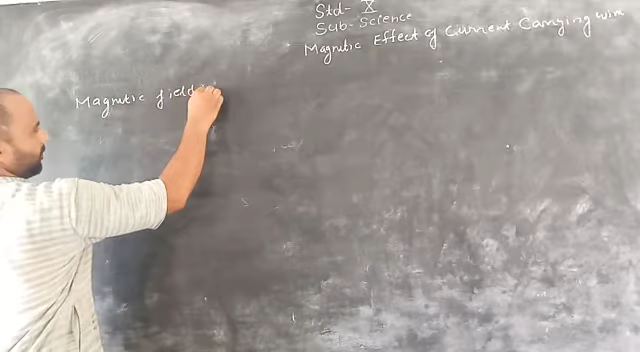 Std- X
Sub-Science
Magnetic Effect of Current Carrying wire
Magnetic field